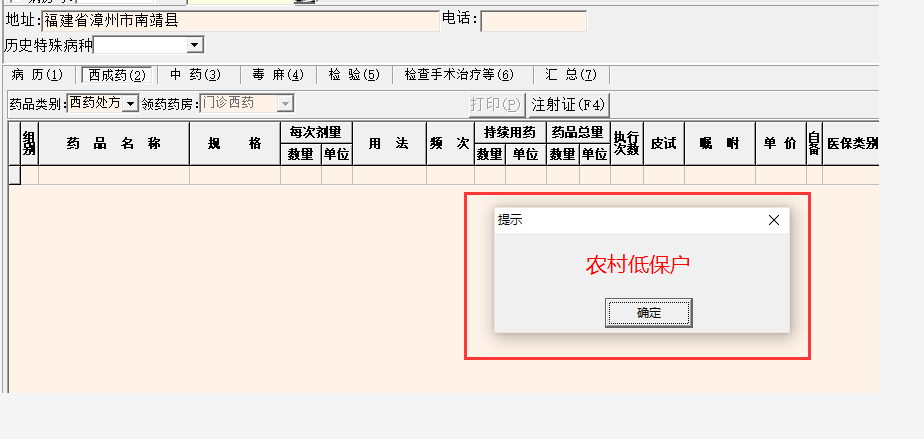 地址:福建省漳州市南靖县 电话:
历史特殊病种
病 历(1) 西成药(2) 中 药(3) 毒 麻(4) 检 验(5) 检查手术治疗等(6) 汇 总(7)
药品类别:西药处方 领药药房:门诊西药 打印(P) 注射证(F4)
组别 药 品 名 称 规 格 每次剂量 数量 单位 用 法 频 次 持续用药 数量 单位 药品总量 数量 单位 执行次数 皮试 嘱 咐 单 价 自备 医保类别
提示
农村低保户
确定